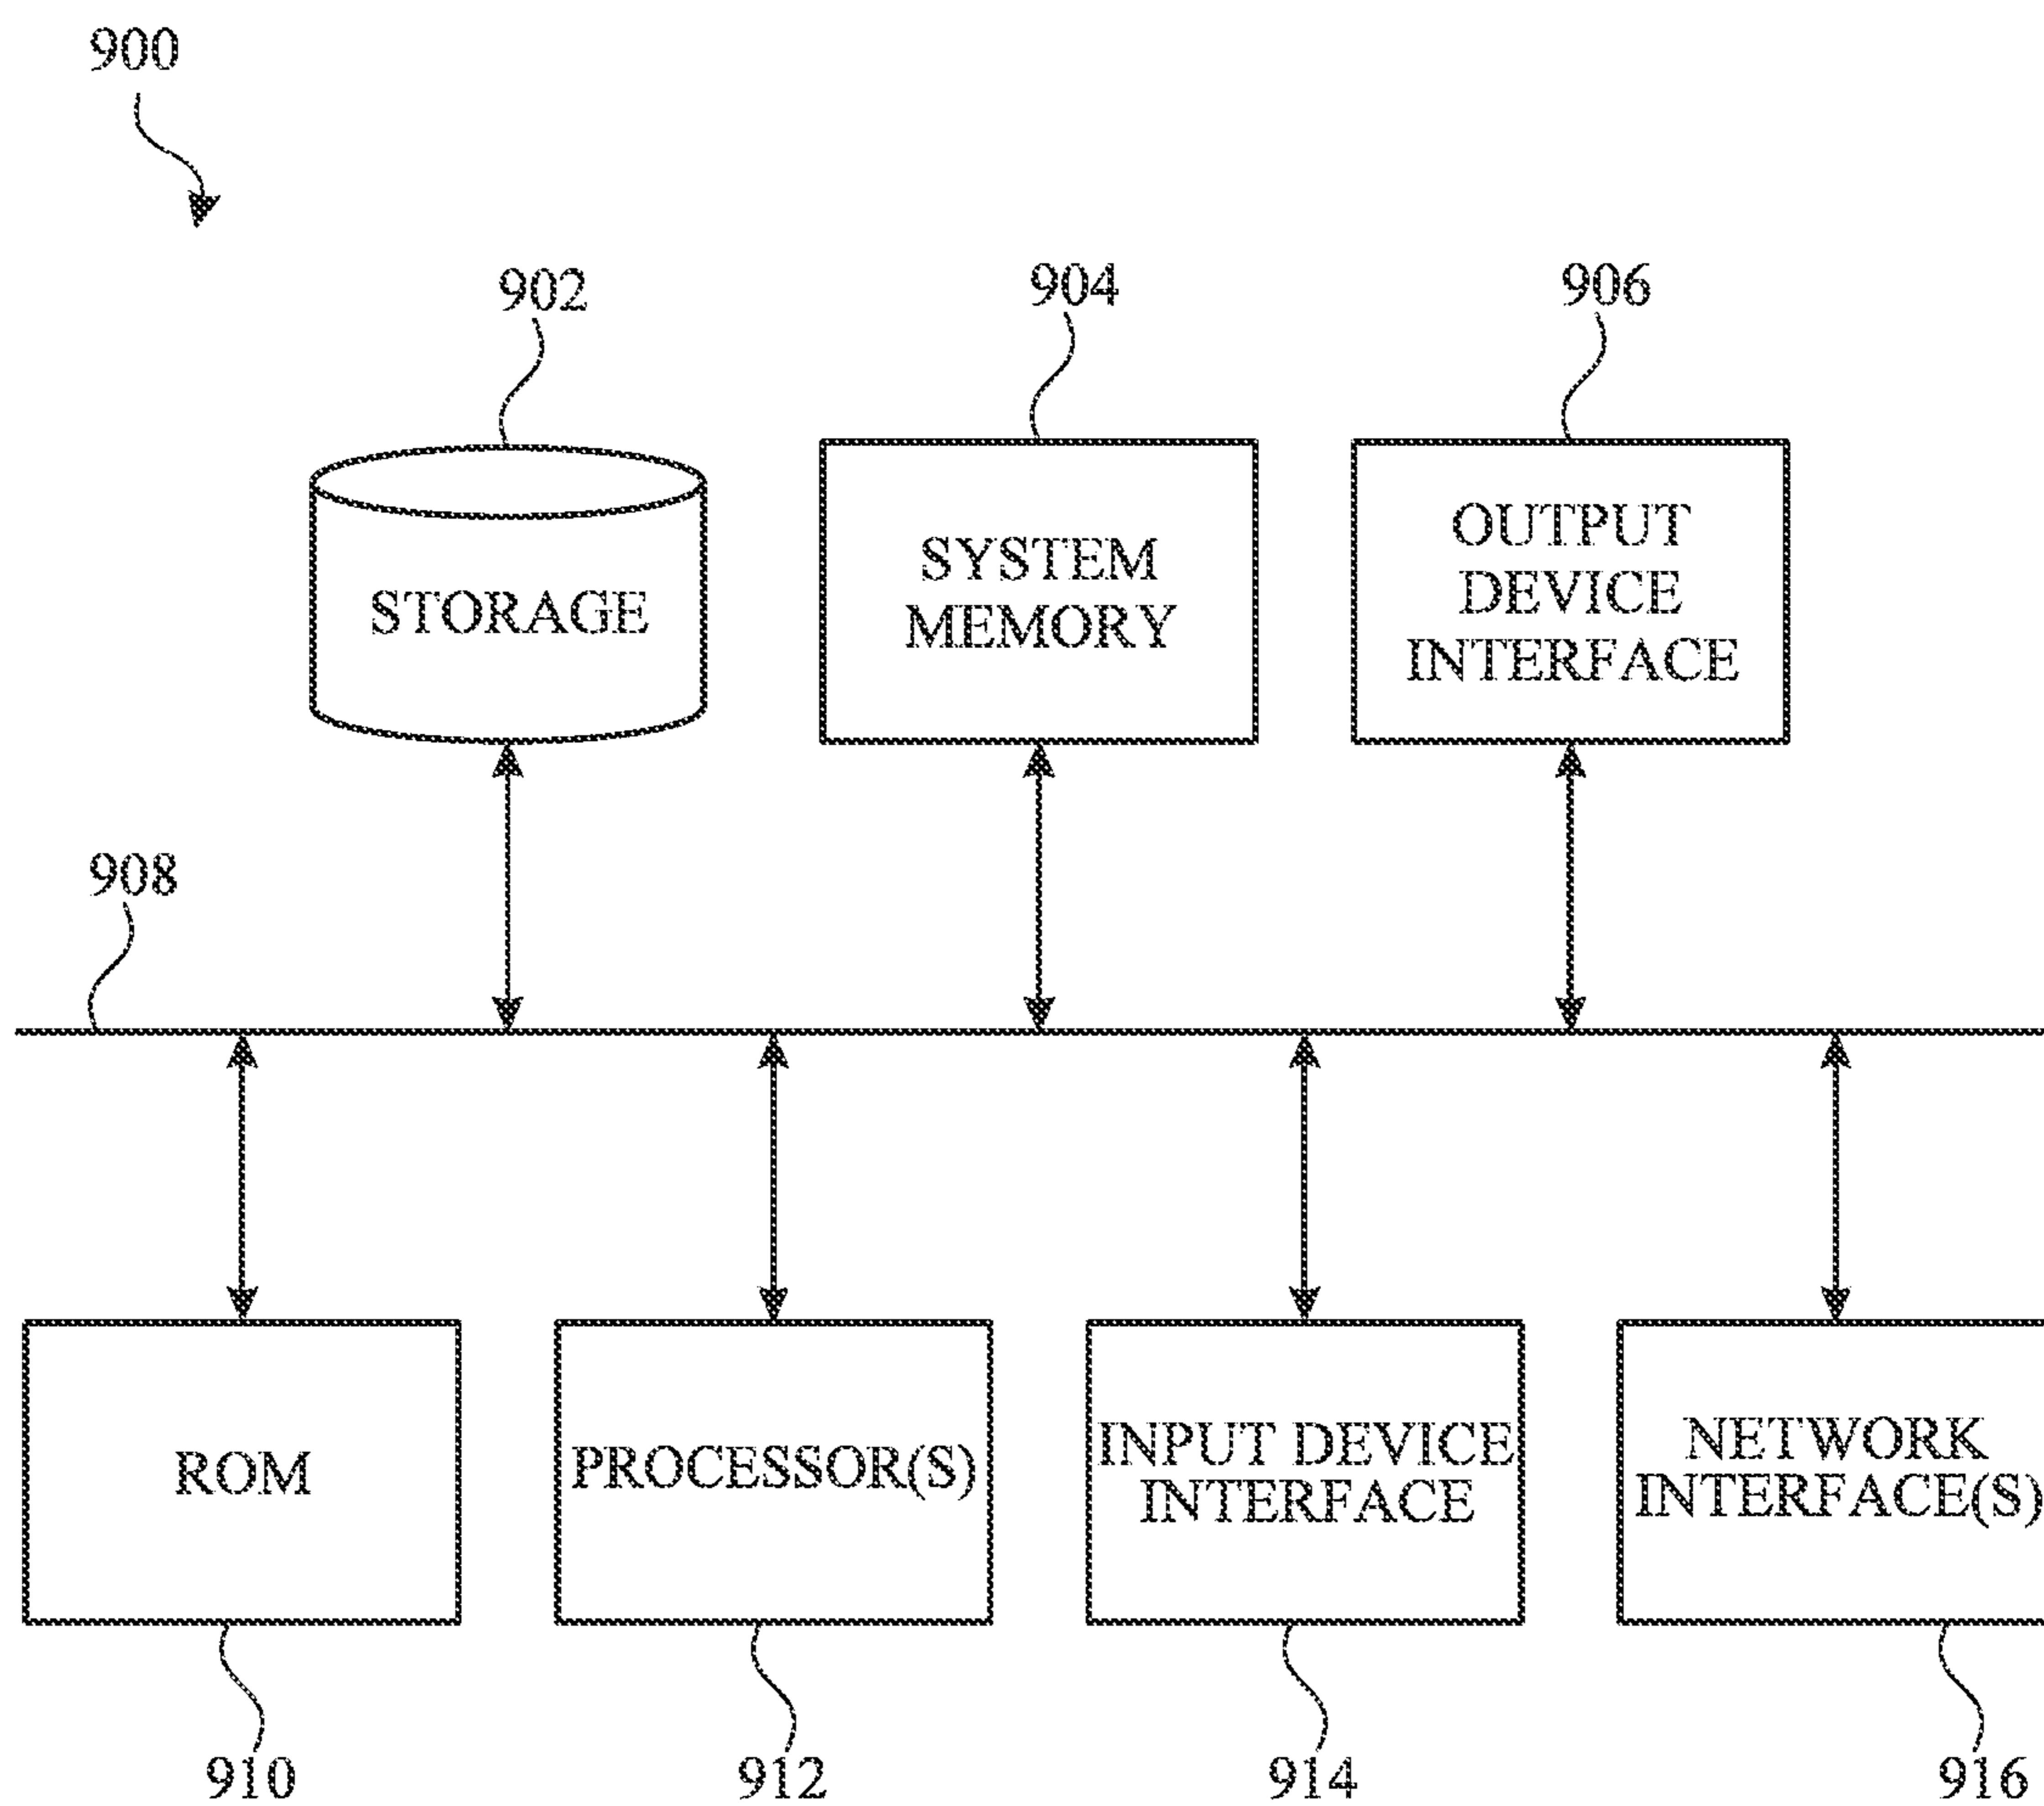 900
902
904
906
STORAGE
SYSTEM
MEMORY
OUTPUT
DEVICE
INTERFACE
908
ROM
PROCESSOR(S)
INPUT DEVICE
INTERFACE
NETWORK
INTERFACE(S)
910
912
914
916